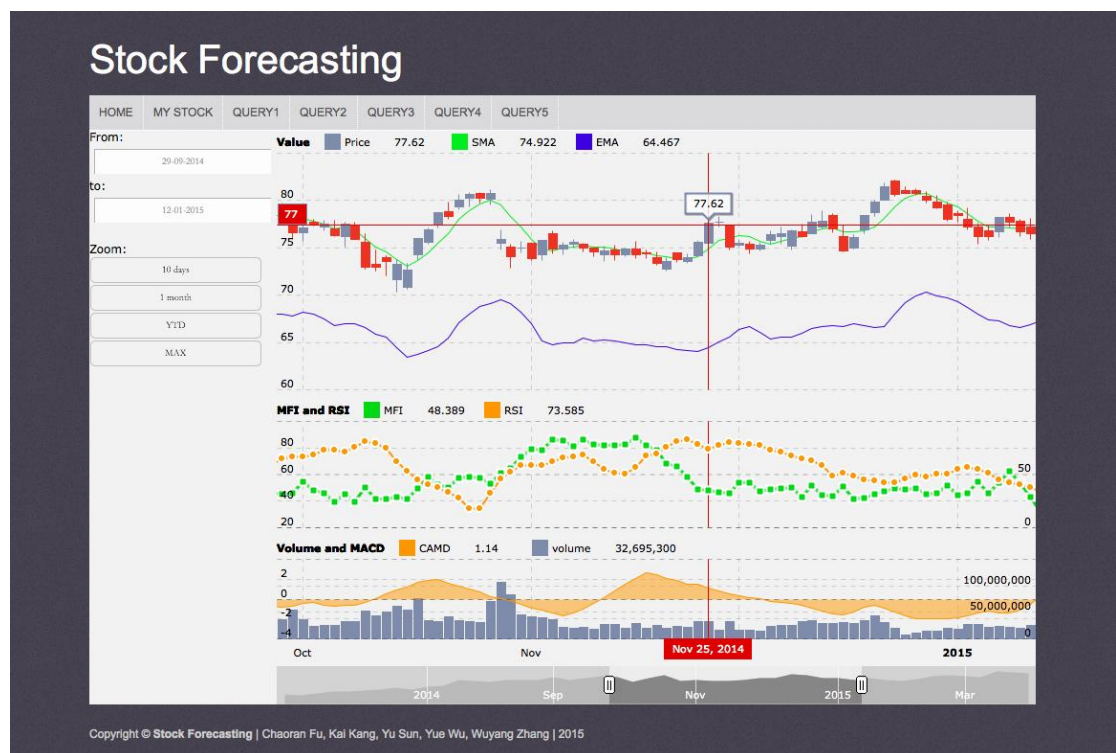 Stock Forecasting
HOME MY STOCK QUERY1 QUERY2 QUERY3 QUERY4 QUERY5
From:
29-09-2014
to:
12-01-2015
Zoom:
10 days
1 month
YTD
MAX
Value Price 77.62 SMA 74.922 EMA 64.467
80
77
77.62
75
70
65
60
MFI and RSI MFI 48.389 RSI 73.585
80
60 50
40
20 0
Volume and MACD CAMD 1.14 volume 32,695,300
2 100,000,000
0
-2 50,000,000
-4 0
Oct Nov Nov 25, 2014 2015
2014 Sep Nov 2015 Mar
Copyright © Stock Forecasting | Chaoran Fu, Kai Kang, Yu Sun, Yue Wu, Wuyang Zhang | 2015